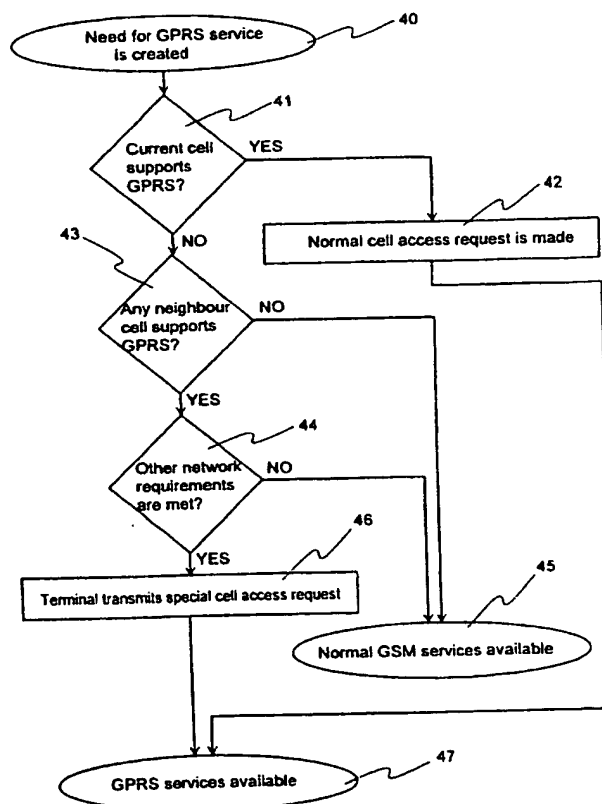 Need for GPRS service
is created
40
41
Current cell
supports
GPRS?
YES
42
Normal cell access request is made
NO
43
Any neighbour
cell supports
GPRS?
NO
YES
44
Other network
requirements
are met?
NO
YES
46
Terminal transmits special cell access request
45
Normal GSM services available
GPRS services available
47